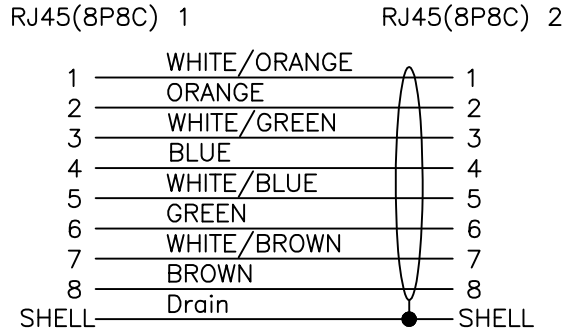 RJ45(8P8C) 1 RJ45(8P8C) 2
WHITE/ORANGE
1 1
ORANGE
2 2
WHITE/GREEN
3 3
BLUE
4 4
WHITE/BLUE
5 5
GREEN
6 6
WHITE/BROWN
7 7
BROWN
8 8
Drain
SHELL SHELL